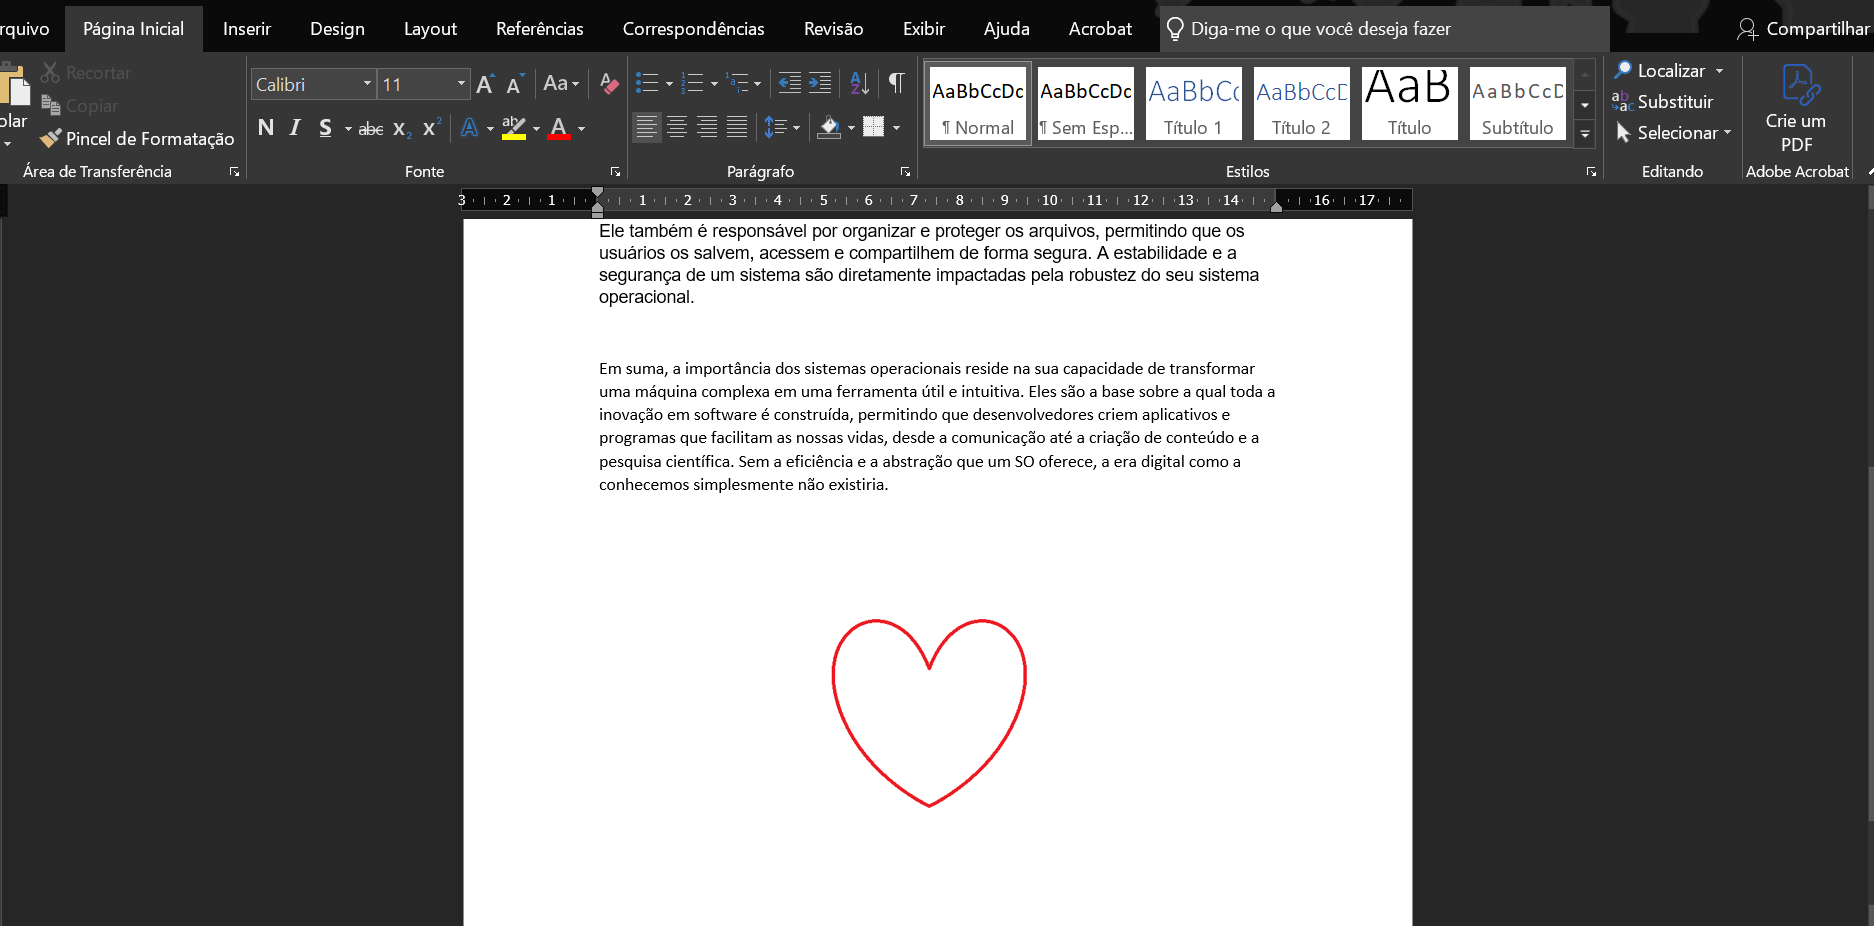 rquivo Página Inicial Inserir Design Layout Referências Correspondências Revisão Exibir Ajuda Acrobat Diga-me o que você deseja fazer Compartilhar
Recortar
Copiar
olar
Pincel de Formatação
Área de Transferência
Calibri 11 A A Aa A
N I S abc X₂ X² A ab A
Fonte
Parágrafo
AaBbCcDc AaBbCcDc AaBbCc AaBbCcD AaB AaBbCcD
¶ Normal ¶ Sem Esp... Título 1 Título 2 Título Subtítulo
Estilos
Localizar
Substituir
Selecionar
Editando
Crie um
PDF
Adobe Acrobat
3 2 1 1 2 3 4 5 6 7 8 9 10 11 12 13 14 16 17
Ele também é responsável por organizar e proteger os arquivos, permitindo que os
usuários os salvem, acessem e compartilhem de forma segura. A estabilidade e a
segurança de um sistema são diretamente impactadas pela robustez do seu sistema
operacional.
Em suma, a importância dos sistemas operacionais reside na sua capacidade de transformar
uma máquina complexa em uma ferramenta útil e intuitiva. Eles são a base sobre a qual toda a
inovação em software é construída, permitindo que desenvolvedores criem aplicativos e
programas que facilitam as nossas vidas, desde a comunicação até a criação de conteúdo e a
pesquisa científica. Sem a eficiência e a abstração que um SO oferece, a era digital como a
conhecemos simplesmente não existiria.